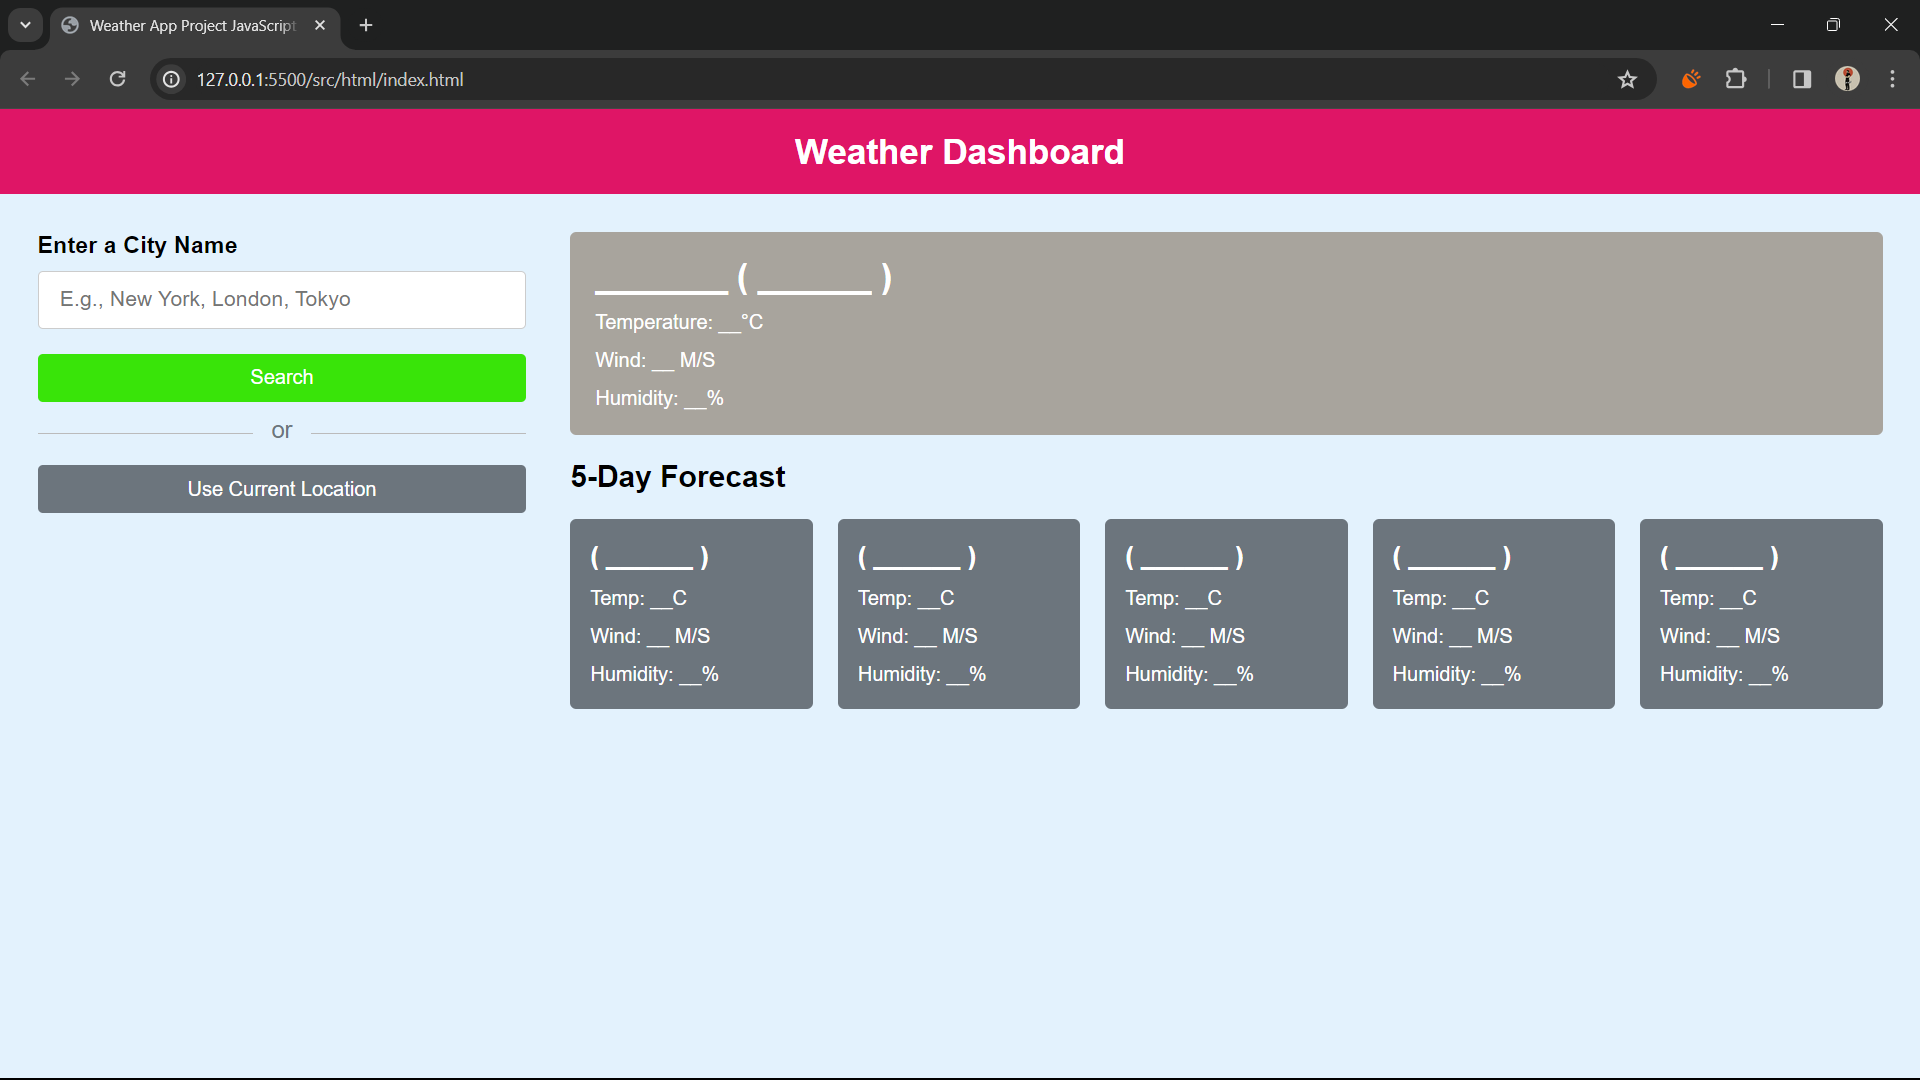 Weather App Project JavaScript
127.0.0.1:5500/src/html/index.html
Weather Dashboard
Enter a City Name
E.g., New York, London, Tokyo
Search
or
Use Current Location
_______ ( ______ )
Temperature: __°C
Wind: __ M/S
Humidity: __%
5-Day Forecast
( ______ )
Temp: __C
Wind: __ M/S
Humidity: __%
( ______ )
Temp: __C
Wind: __ M/S
Humidity: __%
( ______ )
Temp: __C
Wind: __ M/S
Humidity: __%
( ______ )
Temp: __C
Wind: __ M/S
Humidity: __%
( ______ )
Temp: __C
Wind: __ M/S
Humidity: __%